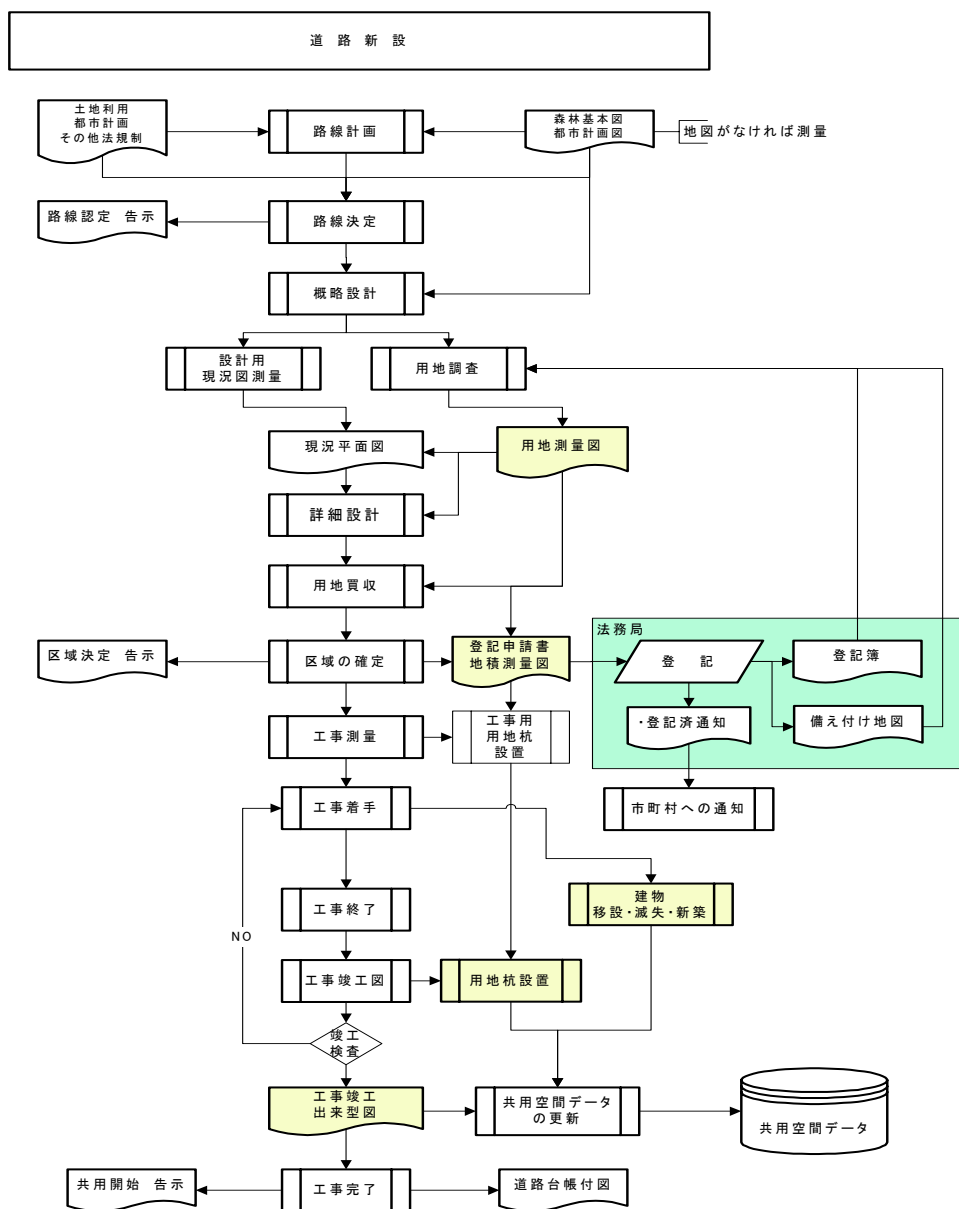 道路新設
土地利用
都市計画
その他法規制
路線計画
森林基本図
都市計画図
地図がなければ測量
路線認定 告示
路線決定
概略設計
設計用
現況図測量
用地調査
現況平面図
用地測量図
詳細設計
用地買収
法務局
区域決定 告示
区域の確定
登記申請書
地積測量図
登記
登記簿
工事測量
工事用
用地杭
設置
・登記済通知
備え付け地図
工事着手
市町村への通知
建物
移設・滅失・新築
工事終了
NO
工事竣工図
用地杭設置
竣工
検査
工事竣工
出来型図
共用空間データ
の更新
共用空間データ
共用開始 告示
工事完了
道路台帳付図